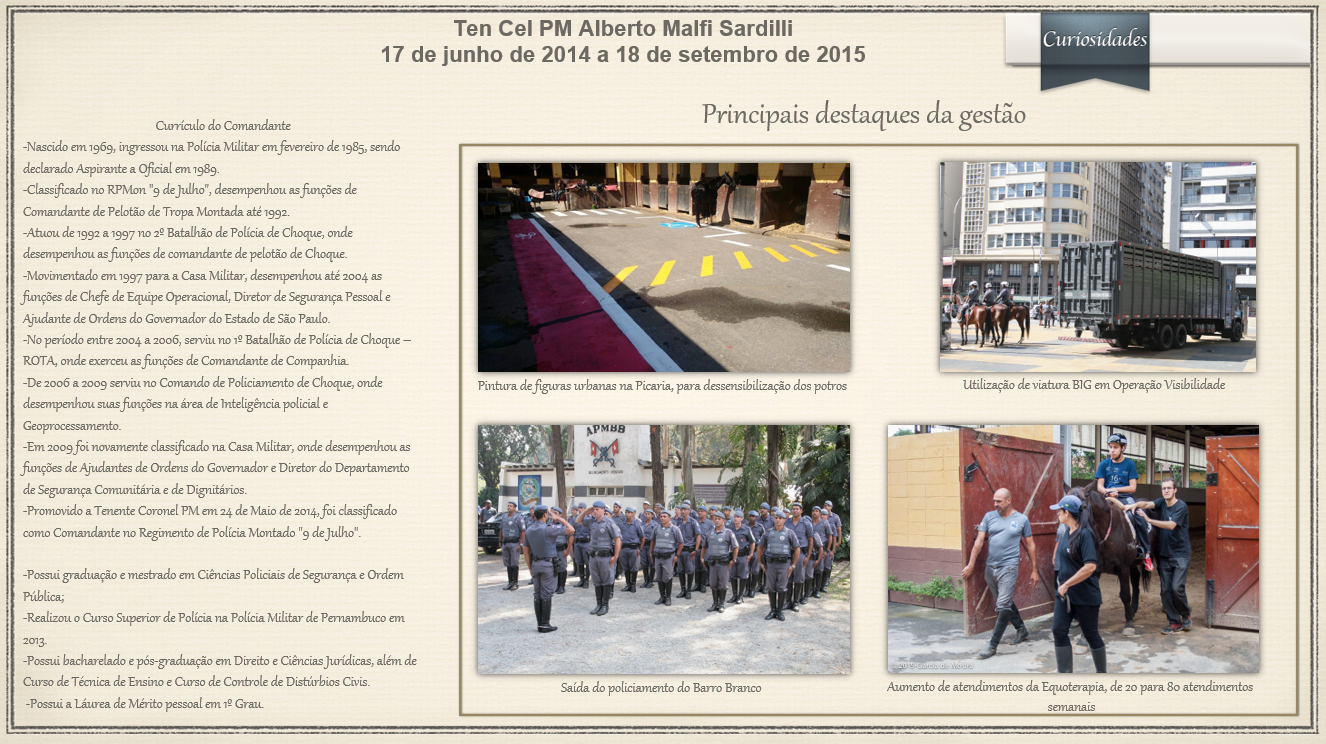 Ten Cel PM Alberto Malfi Sardilli
17 de junho de 2014 a 18 de setembro de 2015
Curiosidades
Principais destaques da gestão
Currículo do Comandante
-Nascido em 1969, ingressou na Polícia Militar em fevereiro de 1985, sendo
declarado Aspirante a Oficial em 1989.
-Classificado no RPMon "9 de Julho", desempenhou as funções de
Comandante de Pelotão de Tropa Montada até 1992.
-Atuou de 1992 a 1997 no 2º Batalhão de Polícia de Choque, onde
desempenhou as funções de comandante de pelotão de Choque.
-Movimentado em 1997 para a Casa Militar, desempenhou até 2004 as
funções de Chefe de Equipe Operacional, Diretor de Segurança Pessoal e
Ajudante de Ordens do Governador do Estado de São Paulo.
-No período entre 2004 a 2006, serviu no 1º Batalhão de Polícia de Choque –
ROTA, onde exerceu as funções de Comandante de Companhia.
-De 2006 a 2009 serviu no Comando de Policiamento de Choque, onde
desempenhou suas funções na área de Inteligência policial e
Geoprocessamento.
-Em 2009 foi novamente classificado na Casa Militar, onde desempenhou as
funções de Ajudantes de Ordens do Governador e Diretor do Departamento
de Segurança Comunitária e de Dignitários.
-Promovido a Tenente Coronel PM em 24 de Maio de 2014, foi classificado
como Comandante no Regimento de Polícia Montado "9 de Julho".
-Possui graduação e mestrado em Ciências Policiais de Segurança e Ordem
Pública;
-Realizou o Curso Superior de Polícia na Polícia Militar de Pernambuco em
2013.
-Possui bacharelado e pós-graduação em Direito e Ciências Jurídicas, além de
Curso de Técnica de Ensino e Curso de Controle de Distúrbios Civis.
-Possui a Láurea de Mérito pessoal em 1º Grau.
Pintura de figuras urbanas na Picaria, para dessensibilização dos potros
Utilização de viatura BIG em Operação Visibilidade
APMBB
Saída do policiamento do Barro Branco
Aumento de atendimentos da Equoterapia, de 20 para 80 atendimentos
semanais